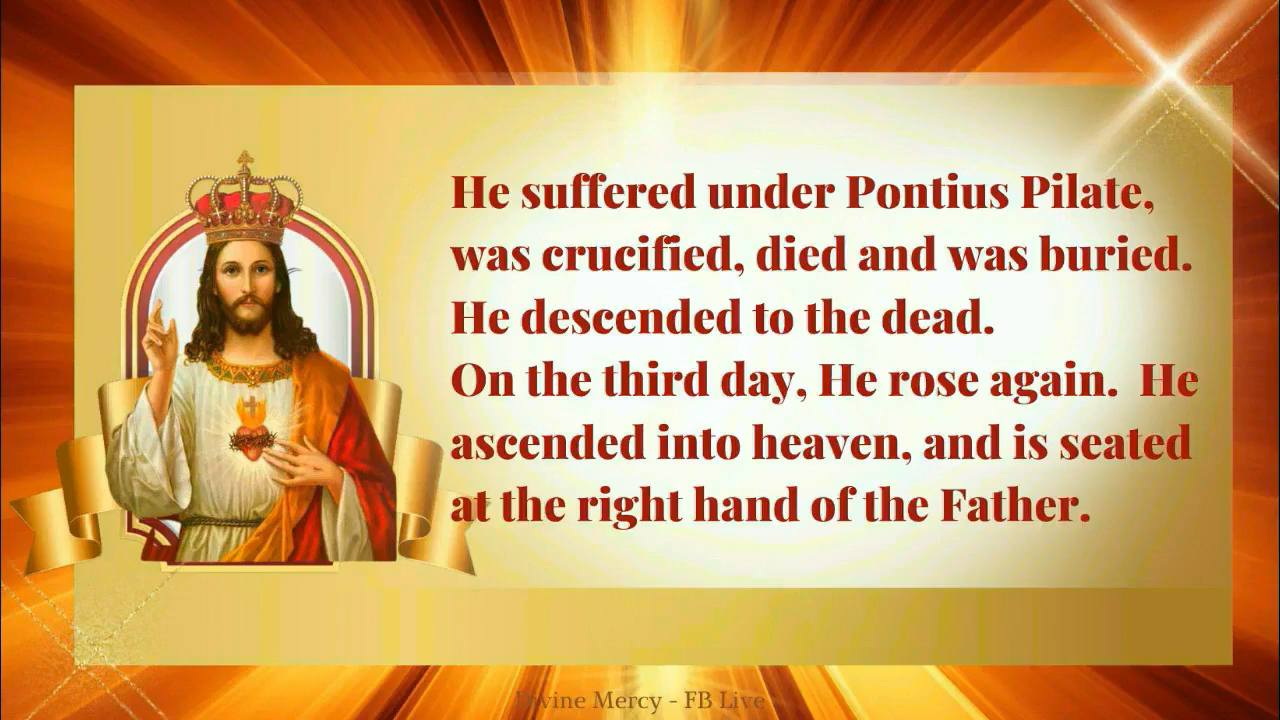 He suffered under Pontius Pilate,
was crucified, died and was buried.
He descended to the dead.
On the third day, He rose again.  He
ascended into heaven, and is seated
at the right hand of the Father.
Divine Mercy - FB Live